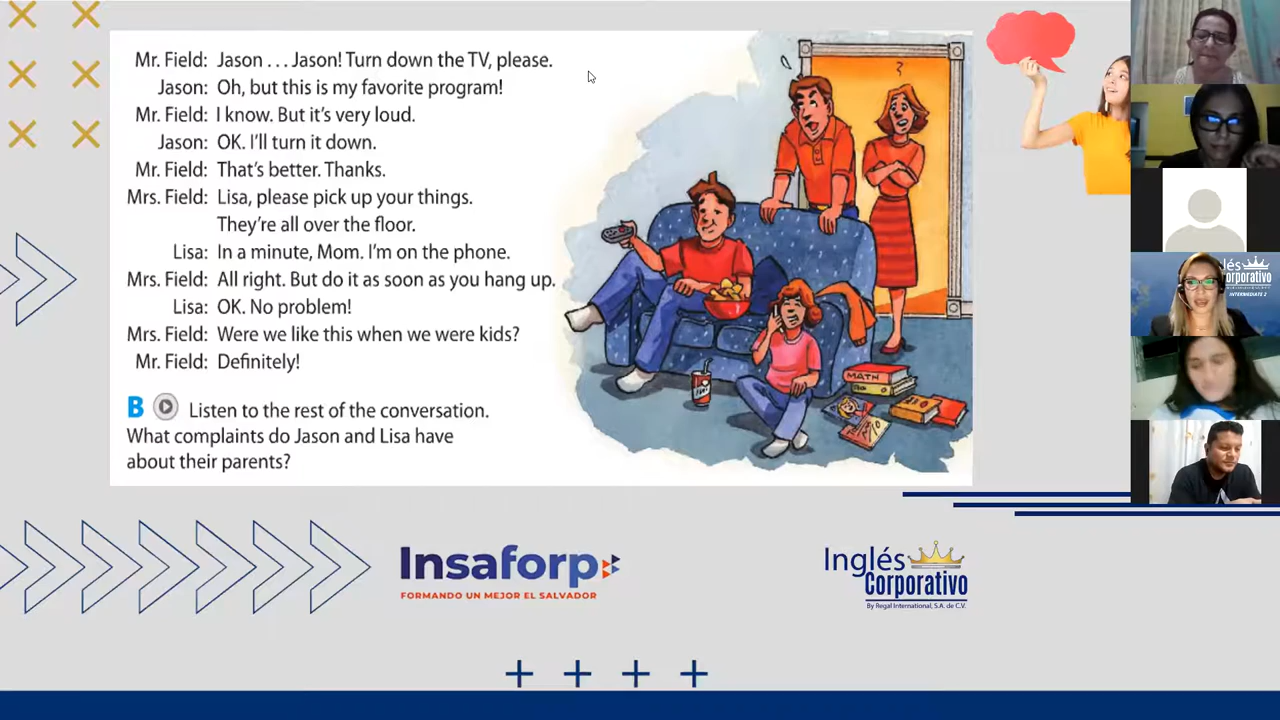 Mr. Field: Jason . . . Jason! Turn down the TV, please.
Jason: Oh, but this is my favorite program!
Mr. Field: I know. But it's very loud.
Jason: OK. I'll turn it down.
Mr. Field: That's better. Thanks.
Mrs. Field: Lisa, please pick up your things.
They're all over the floor.
Lisa: In a minute, Mom. I'm on the phone.
Mrs. Field: All right. But do it as soon as you hang up.
Lisa: OK. No problem!
Mrs. Field: Were we like this when we were kids?
Mr. Field: Definitely!
B Listen to the rest of the conversation.
What complaints do Jason and Lisa have
about their parents?
MATH
glés
Corporativo
INTERMEDIATE 2
Insaforp
FORMANDO UN MEJOR EL SALVADOR
Inglés
Corporativo
By Regal International, S.A. de C.V.